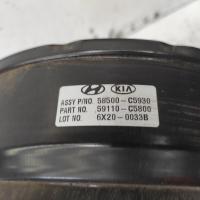 KIA
ASSY P/NO. 58500-C5930
PART NO. 59110-C5800
LOT NO. 6X20-0033B